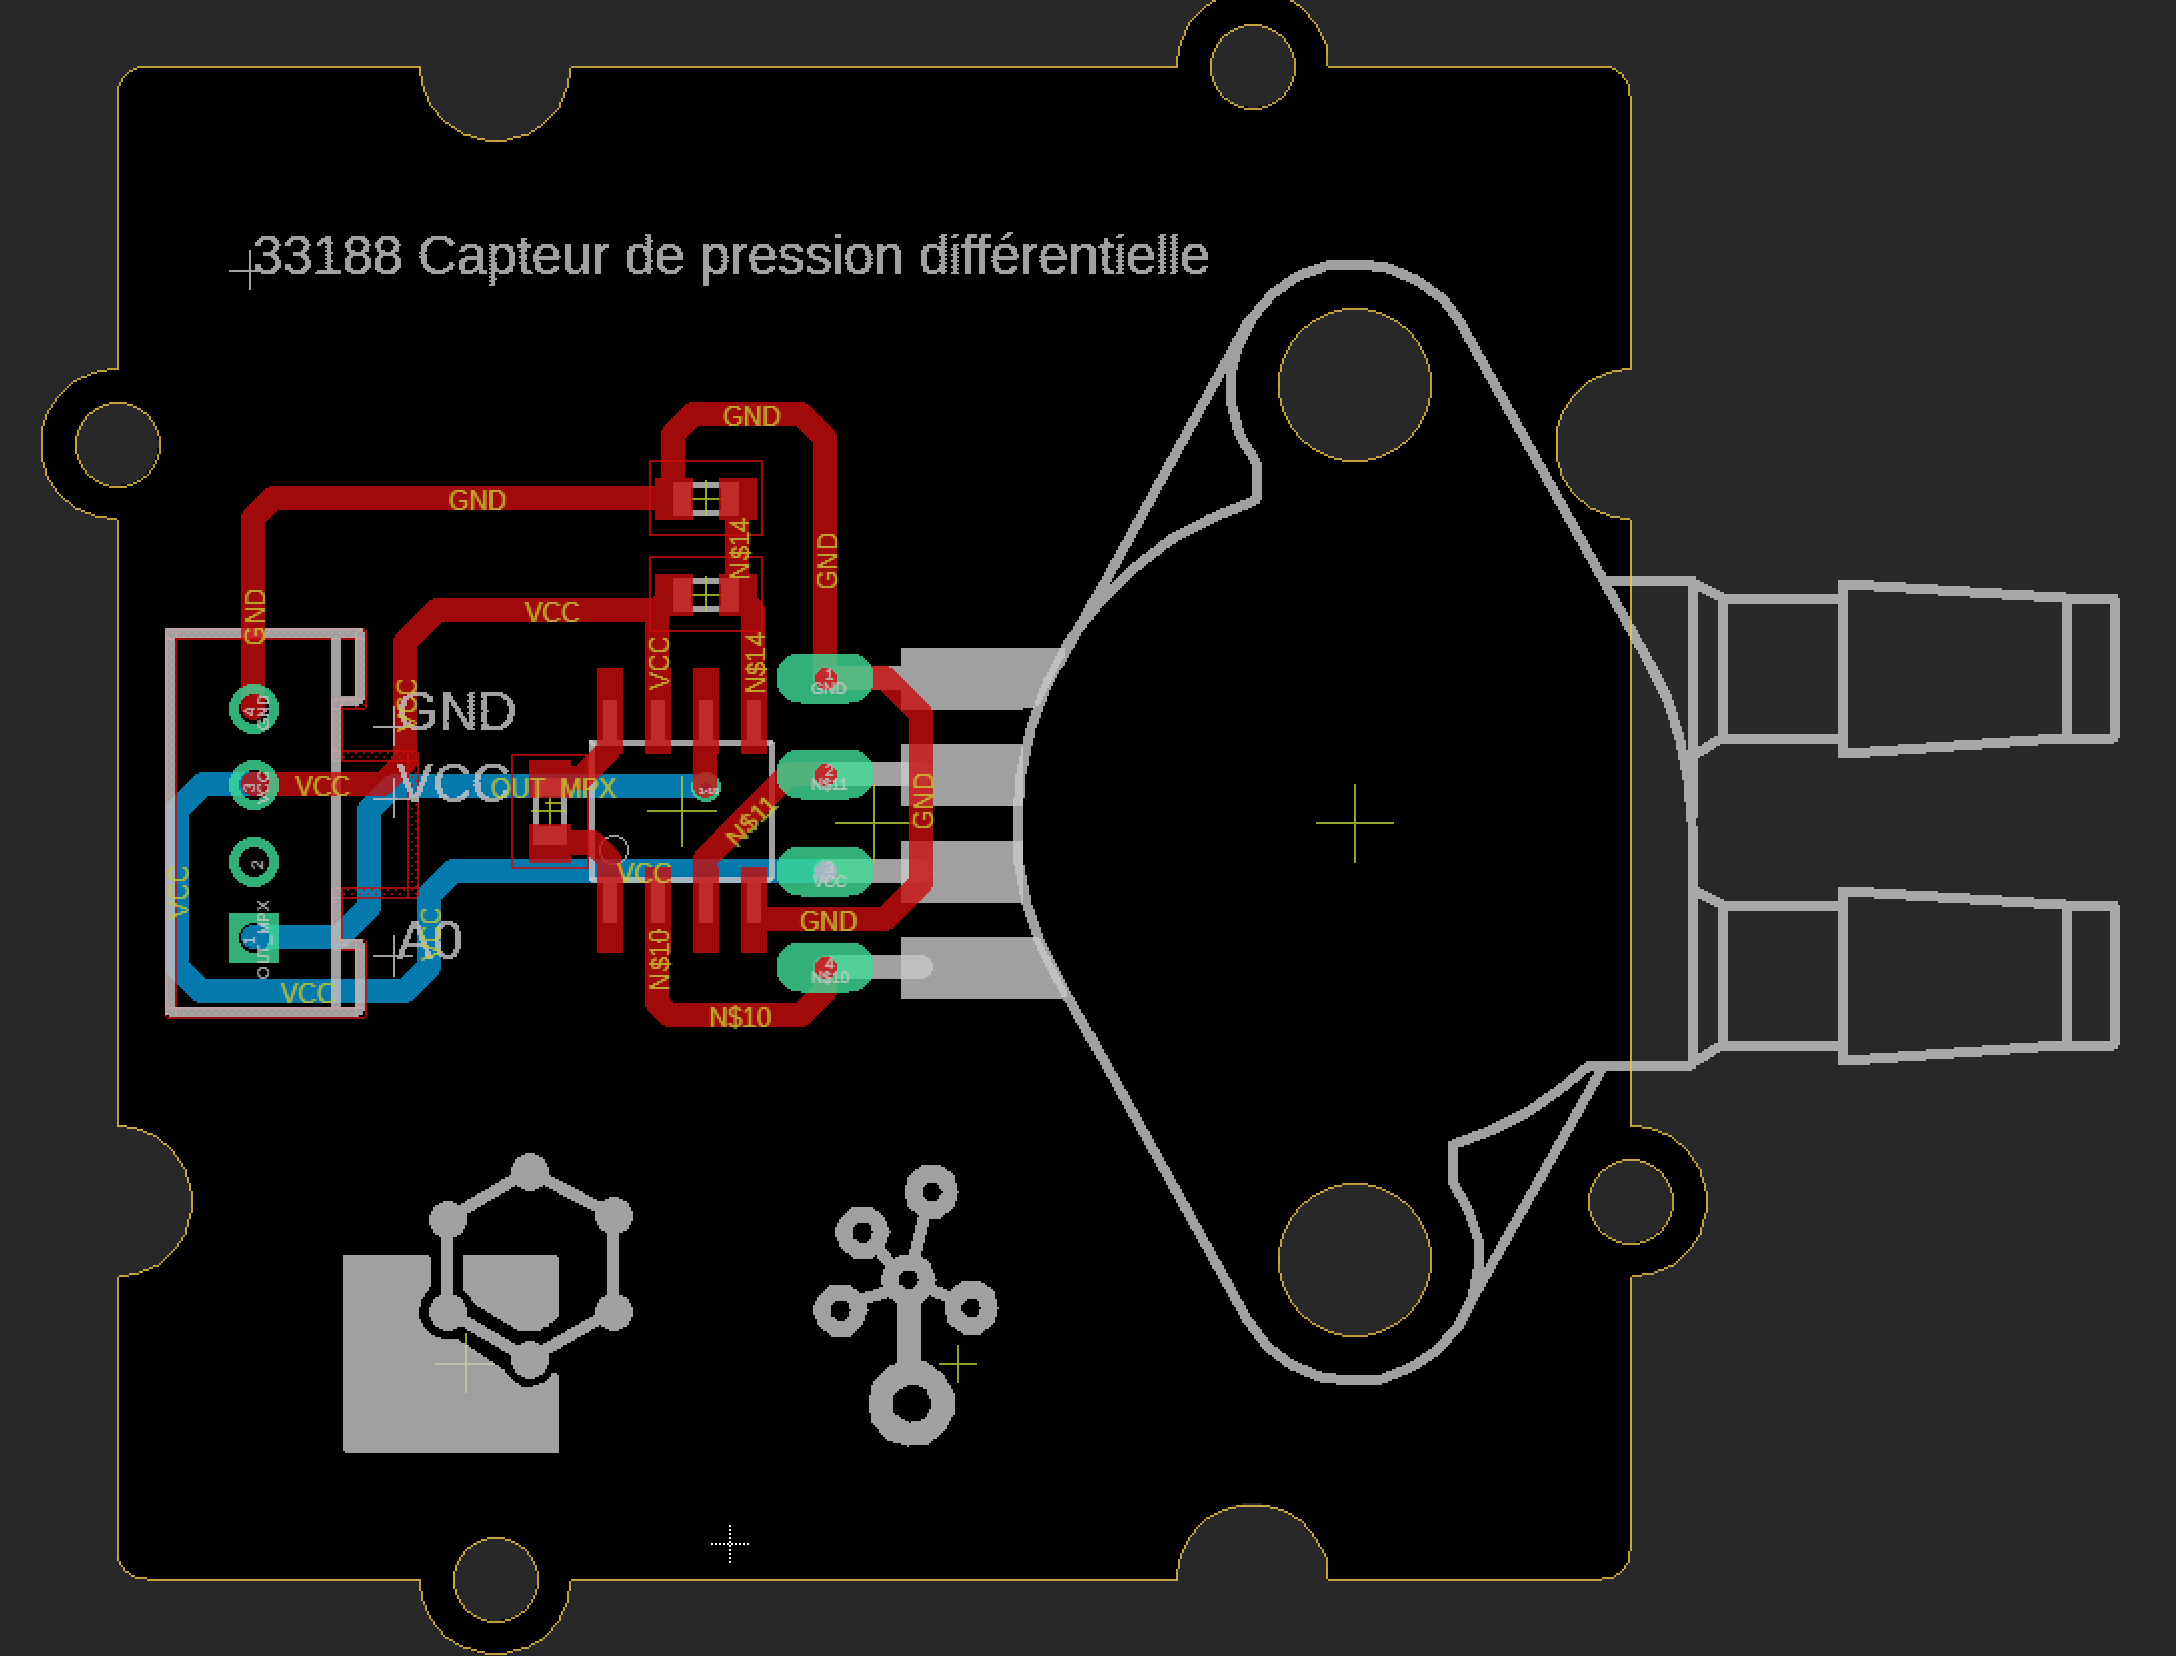 33188 Capteur de pression différentielle
GND
GND
N$14
GND
GND
VCC
VCC
N$14
1
GND
4
GND
VCC
GND
3
VCC
VCC
VCC
OUT_MPX
2
N$11
N$11
GND
2
VCC
VCC
3
VCC
1
OUT_MPX
VCC
A0
GND
N$10
4
N$10
VCC
N$10